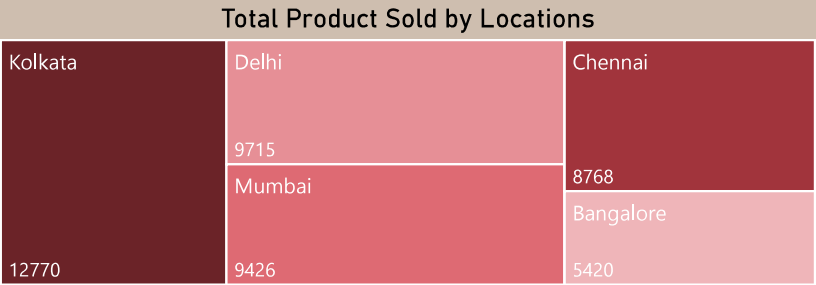 Total Product Sold by Locations
Kolkata
12770
Delhi
9715
Mumbai
9426
Chennai
8768
Bangalore
5420